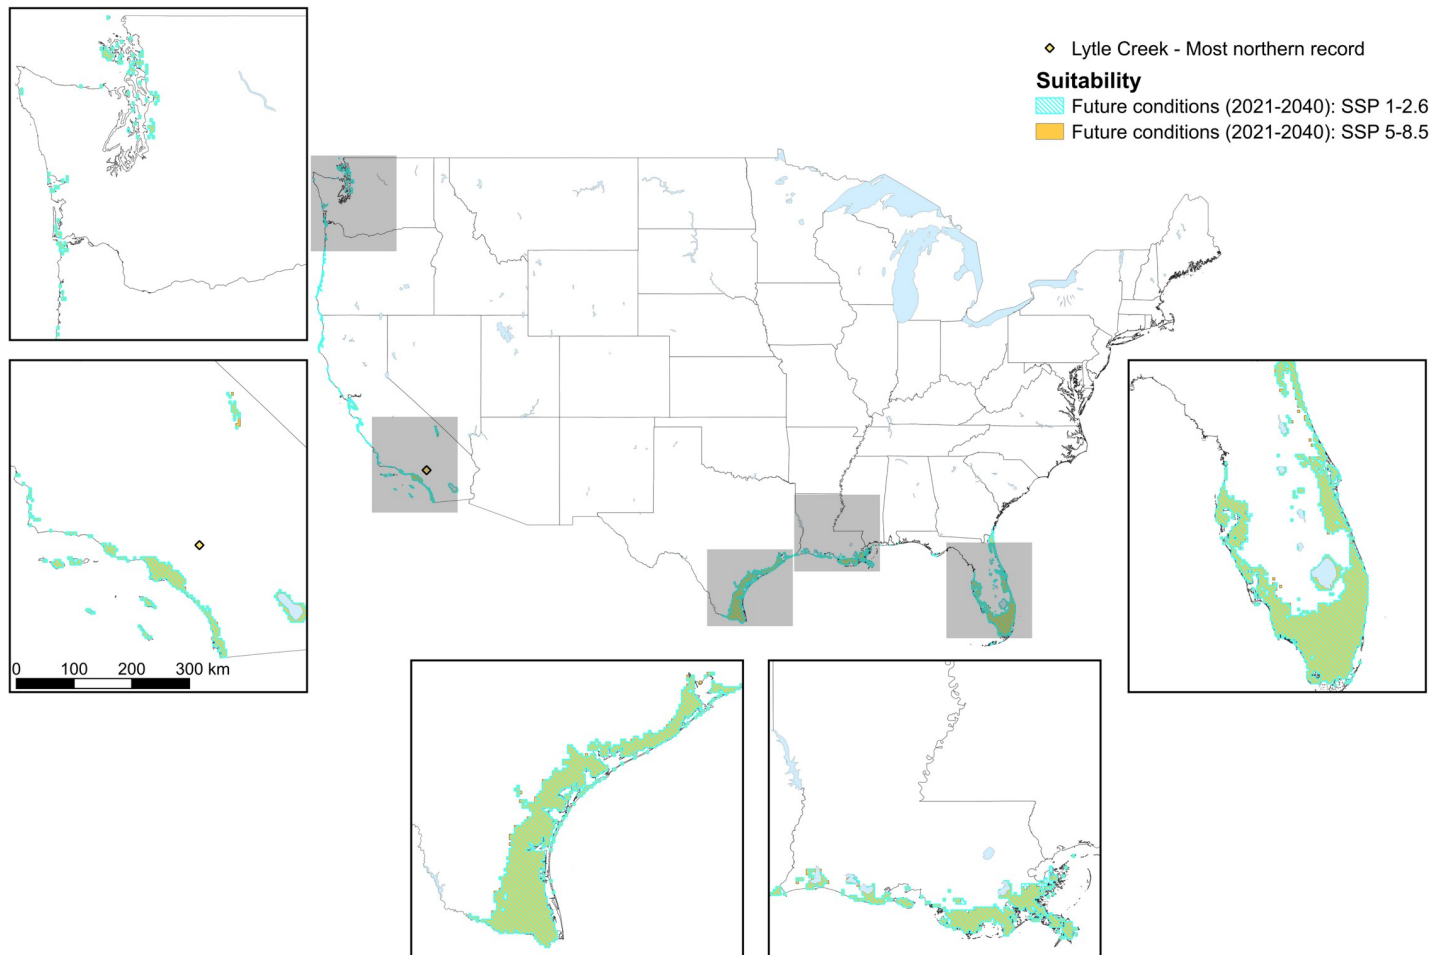 Lytle Creek - Most northern record
Suitability
Future conditions (2021-2040): SSP 1-2.6
Future conditions (2021-2040): SSP 5-8.5
0 100 200 300 km